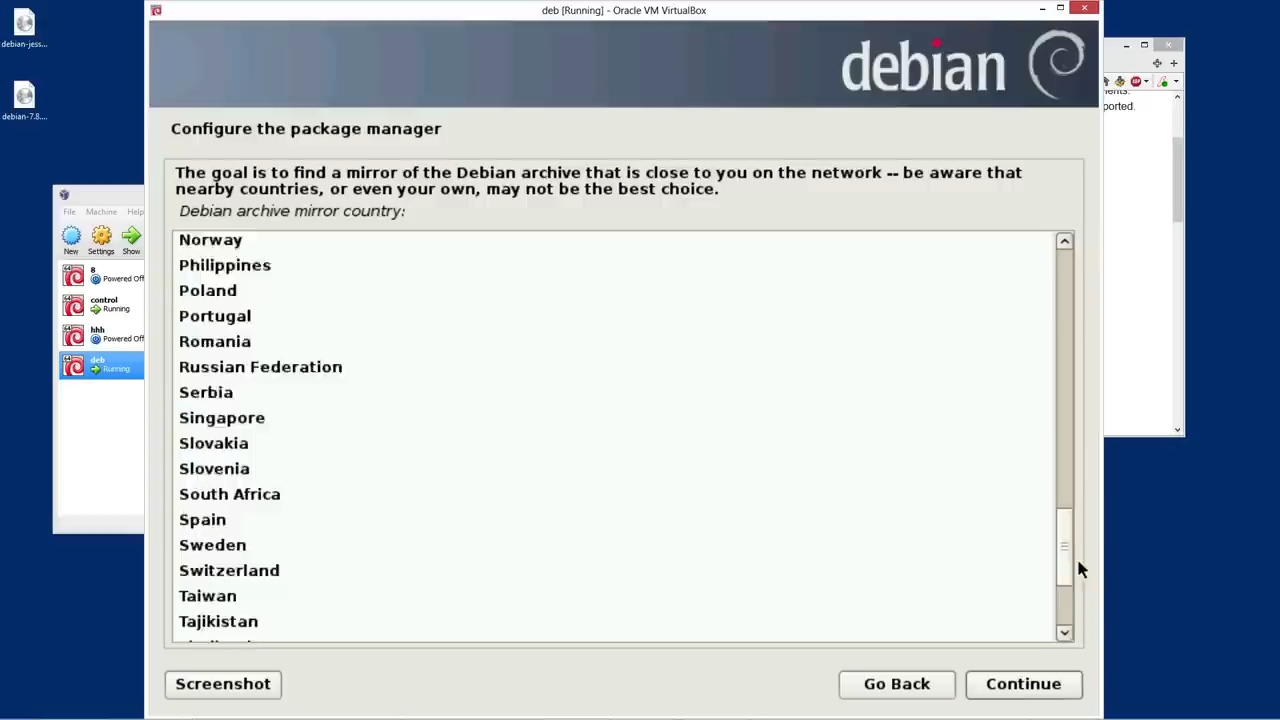 deb [Running] - Oracle VM VirtualBox
debian-jess...
debian-7.8....
debian
ported.
Configure the package manager
The goal is to find a mirror of the Debian archive that is close to you on the network -- be aware that
nearby countries, or even your own, may not be the best choice.
Debian archive mirror country:
File Machine Help
New Settings Show
8
Powered Off
control
Running
hhh
Powered Off
deb
Running
Norway
Philippines
Poland
Portugal
Romania
Russian Federation
Serbia
Singapore
Slovakia
Slovenia
South Africa
Spain
Sweden
Switzerland
Taiwan
Tajikistan
Screenshot
Go Back
Continue